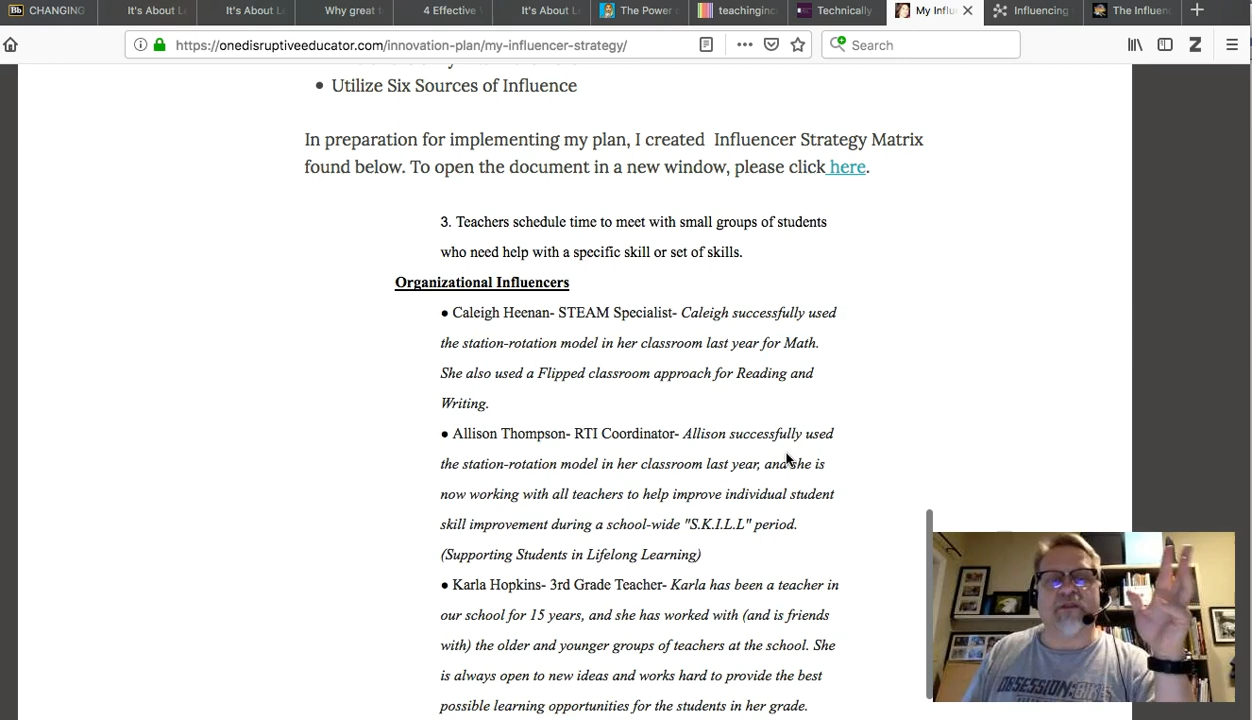 CHANGING
It's About Le
It's About Le
Why great t
4 Effective
It's About Le
The Power o
teachinginc
Technically
My Influ
Influencing
The Influenc
https://onedisruptiveeducator.com/innovation-plan/my-influencer-strategy/
Search
• Utilize Six Sources of Influence
In preparation for implementing my plan, I created Influencer Strategy Matrix
found below. To open the document in a new window, please click here.
3. Teachers schedule time to meet with small groups of students
who need help with a specific skill or set of skills.
Organizational Influencers
● Caleigh Heenan- STEAM Specialist- Caleigh successfully used
the station-rotation model in her classroom last year for Math.
She also used a Flipped classroom approach for Reading and
Writing.
● Allison Thompson- RTI Coordinator- Allison successfully used
the station-rotation model in her classroom last year, and she is
now working with all teachers to help improve individual student
skill improvement during a school-wide "S.K.I.L.L" period.
(Supporting Students in Lifelong Learning)
● Karla Hopkins- 3rd Grade Teacher- Karla has been a teacher in
our school for 15 years, and she has worked with (and is friends
with) the older and younger groups of teachers at the school. She
is always open to new ideas and works hard to provide the best
possible learning opportunities for the students in her grade.